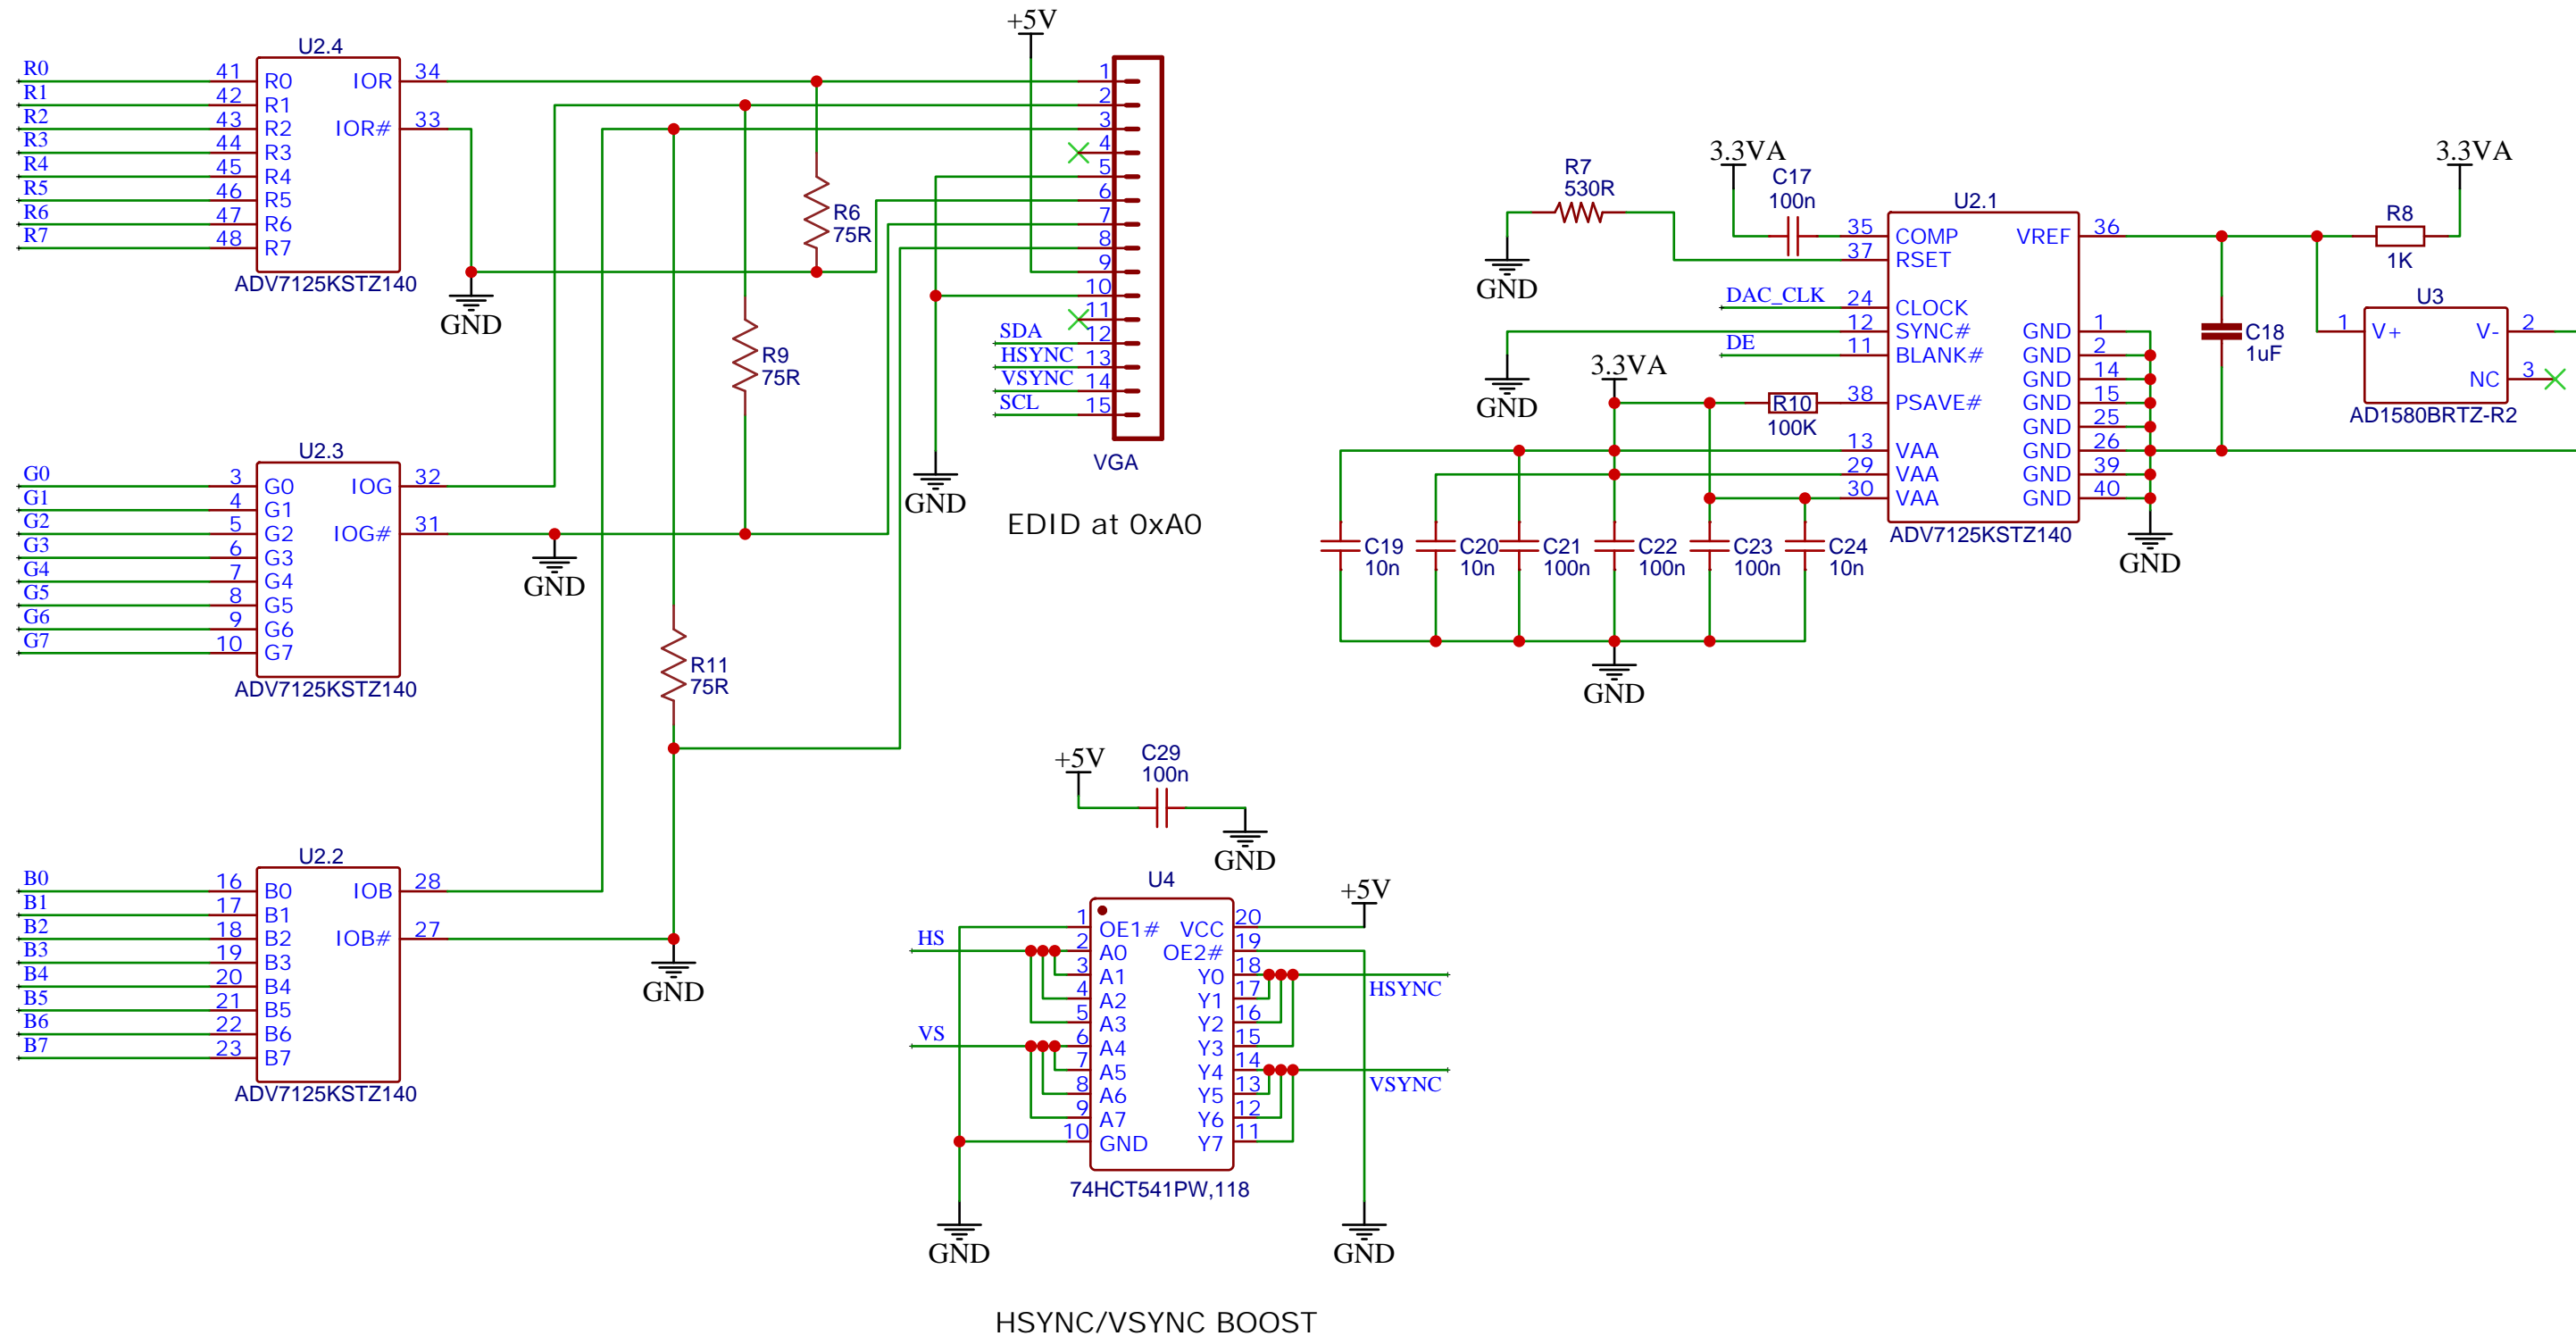 U2.4
R0 41 R0 IOR 34
R1 42 R1
R2 43 R2 IOR# 33
R3 44 R3
R4 45 R4
R5 46 R5
R6 47 R6
R7 48 R7
ADV7125KSTZ140
GND
U2.3
G0 3 G0 IOG 32
G1 4 G1
G2 5 G2 IOG# 31
G3 6 G3
G4 7 G4
G5 8 G5
G6 9 G6
G7 10 G7
ADV7125KSTZ140
GND
U2.2
B0 16 B0 IOB 28
B1 17 B1
B2 18 B2 IOB# 27
B3 19 B3
B4 20 B4
B5 21 B5
B6 22 B6
B7 23 B7
ADV7125KSTZ140
GND
R6
75R
R9
75R
R11
75R
+5V
1
2
3
4
5
6
7
8
9
10
11
SDA 12
HSYNC 13
VSYNC 14
SCL 15
VGA
GND
EDID at 0xA0
+5V
C29
100n
GND
U4
+5V
1 OE1# VCC 20
HS 2 A0 OE2# 19
3 A1 Y0 18
HSYNC
4 A2 Y1 17
5 A3 Y2 16
VS 6 A4 Y3 15
7 A5 Y4 14
VSYNC
8 A6 Y5 13
9 A7 Y6 12
10 GND Y7 11
74HCT541PW,118
GND
GND
HSYNC/VSYNC BOOST
R7
530R
GND
3.3VA
C17
100n
U2.1
35 COMP VREF 36
37 RSET
DAC_CLK 24 CLOCK
12 SYNC# GND 1
DE 11 BLANK# GND 2
GND 14
38 PSAVE# GND 15
GND 25
13 VAA GND 26
29 VAA GND 39
30 VAA GND 40
ADV7125KSTZ140
GND
GND
3.3VA
R10
100K
C19
10n
C20
10n
C21
100n
C22
100n
C23
100n
C24
10n
GND
3.3VA
R8
1K
C18
1uF
U3
1 V+ V- 2
NC 3
AD1580BRTZ-R2